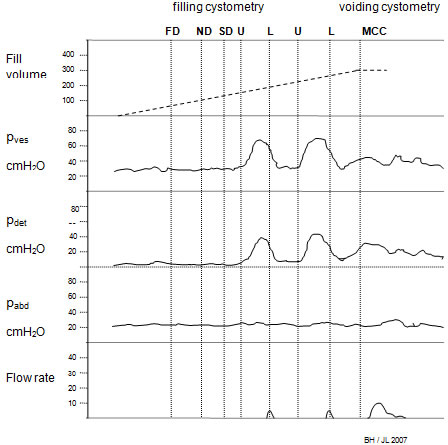 filling cystometry voiding cystometry
FD ND SD U L U L MCC
Fill
volume
400
300
200
100
pves
cmH2O
80
60
40
20
pdet
cmH2O
80
--
40
20
pabd
cmH2O
80
60
40
20
Flow rate
40
30
20
10
BH / JL 2007